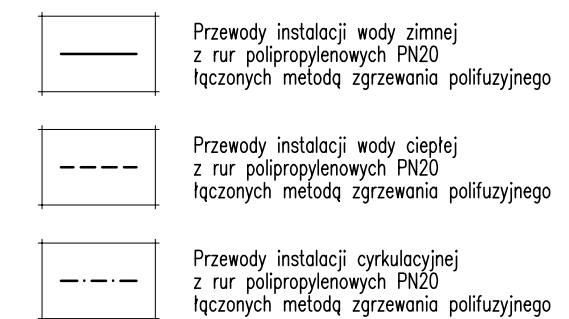 Przewody instalacji wody zimnej
z rur polipropylenowych PN20
łączonych metodą zgrzewania polifuzyjnego
Przewody instalacji wody ciepłej
z rur polipropylenowych PN20
łączonych metodą zgrzewania polifuzyjnego
Przewody instalacji cyrkulacyjnej
z rur polipropylenowych PN20
łączonych metodą zgrzewania polifuzyjnego